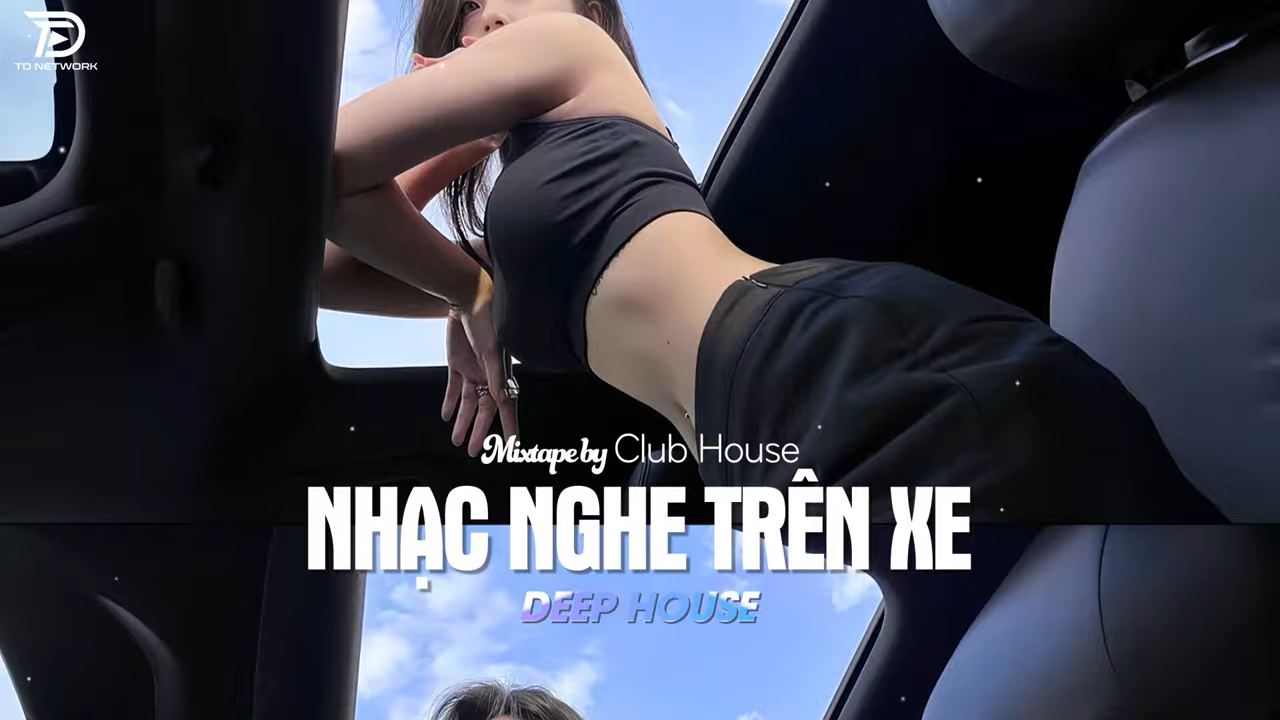 TD NETWORK
Mixtape by Club House
NHẠC NGHE TRÊN XE
DEEP HOUSE